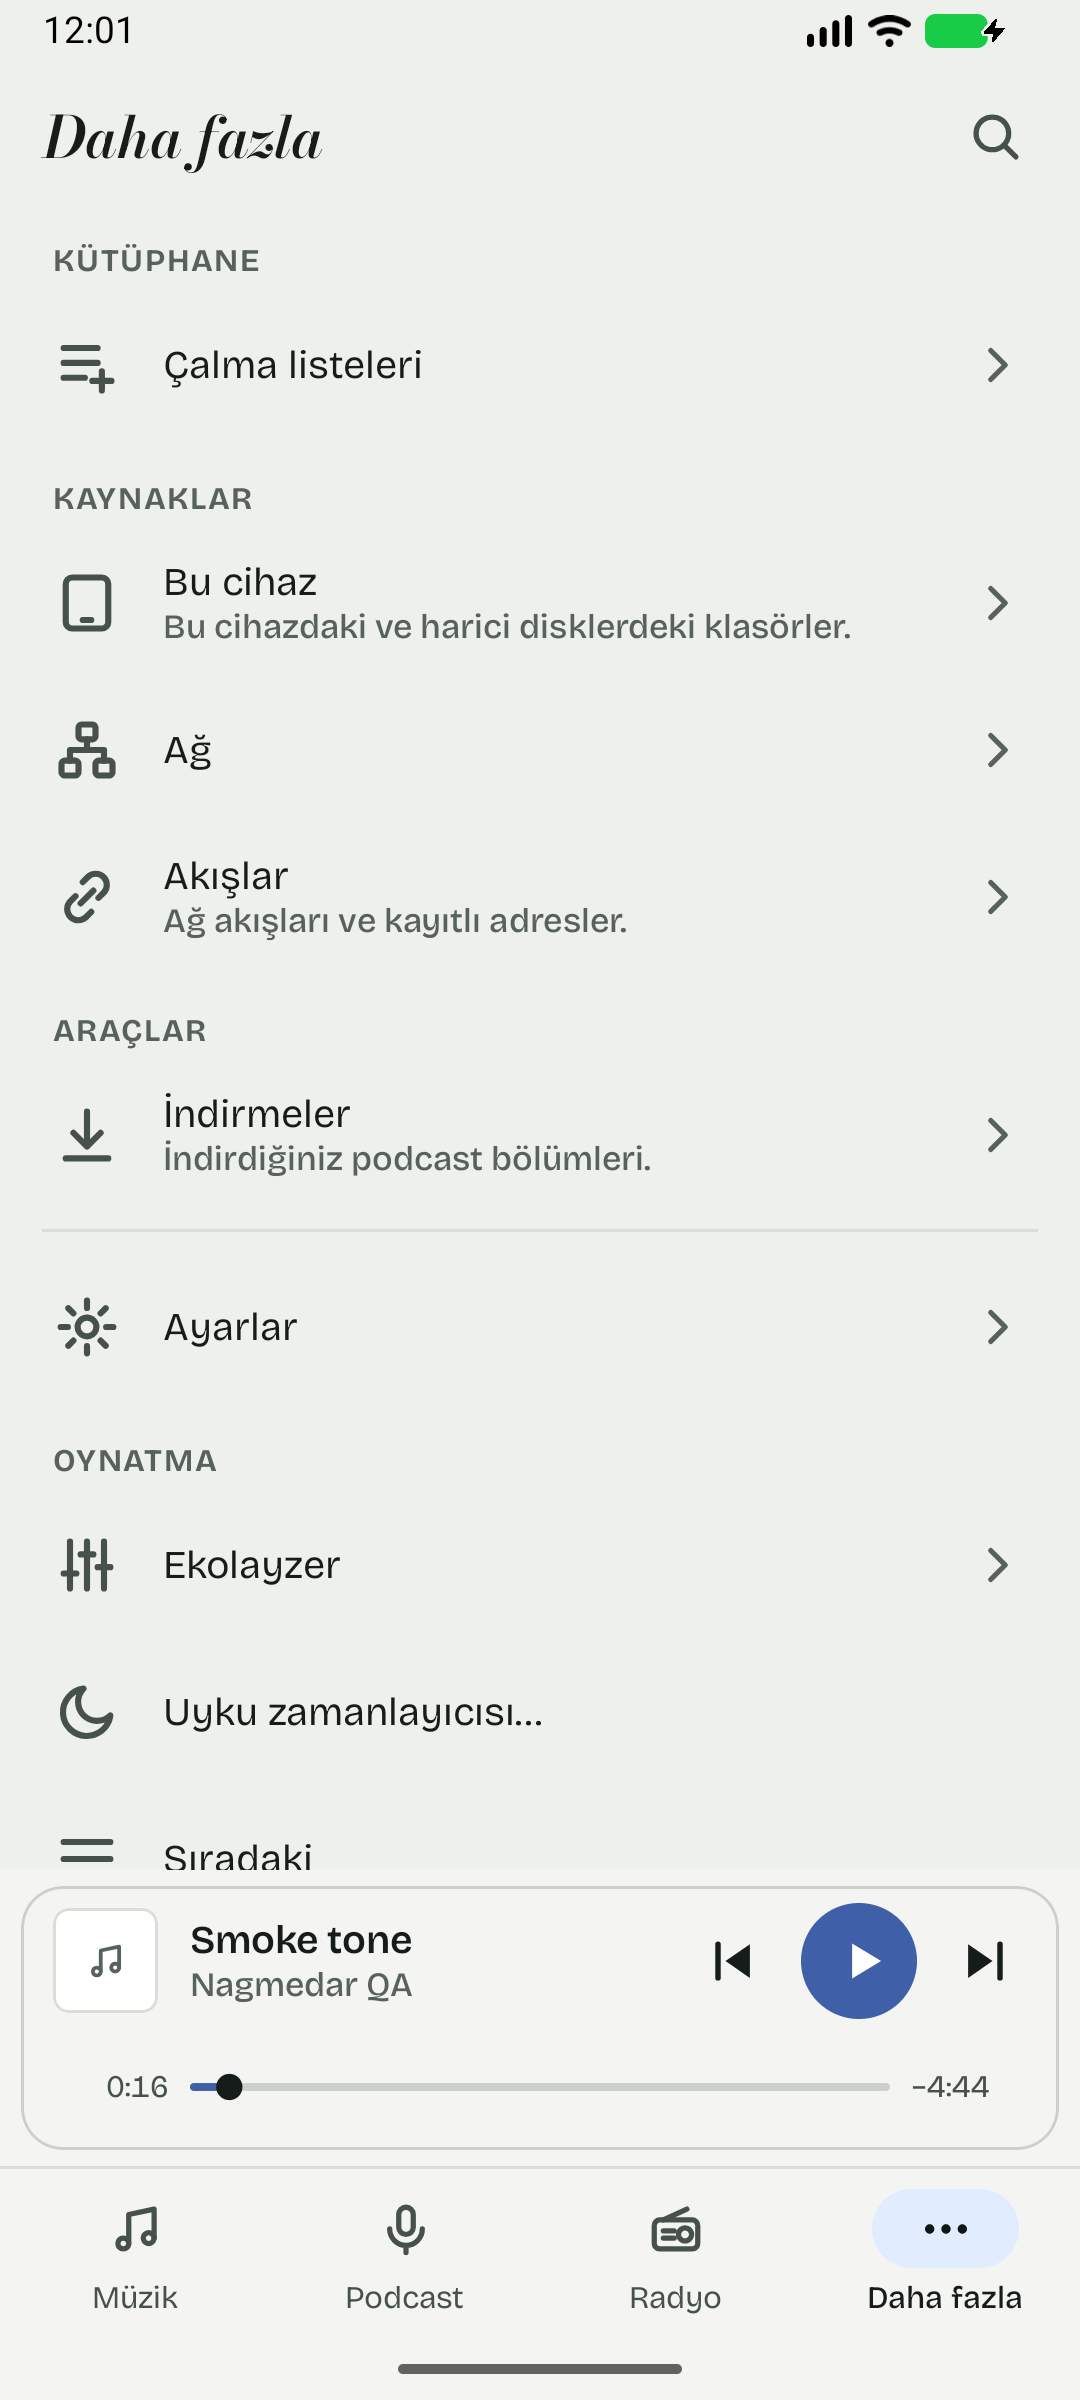 12:01
Daha fazla
KÜTÜPHANE
Çalma listeleri
KAYNAKLAR
Bu cihaz
Bu cihazdaki ve harici disklerdeki klasörler.
Ağ
Akışlar
Ağ akışları ve kayıtlı adresler.
ARAÇLAR
İndirmeler
İndirdiğiniz podcast bölümleri.
Ayarlar
OYNATMA
Ekolayzer
Uyku zamanlayıcısı...
Sıradaki
Smoke tone
Nagmedar QA
0:16 -4:44
Müzik Podcast Radyo Daha fazla